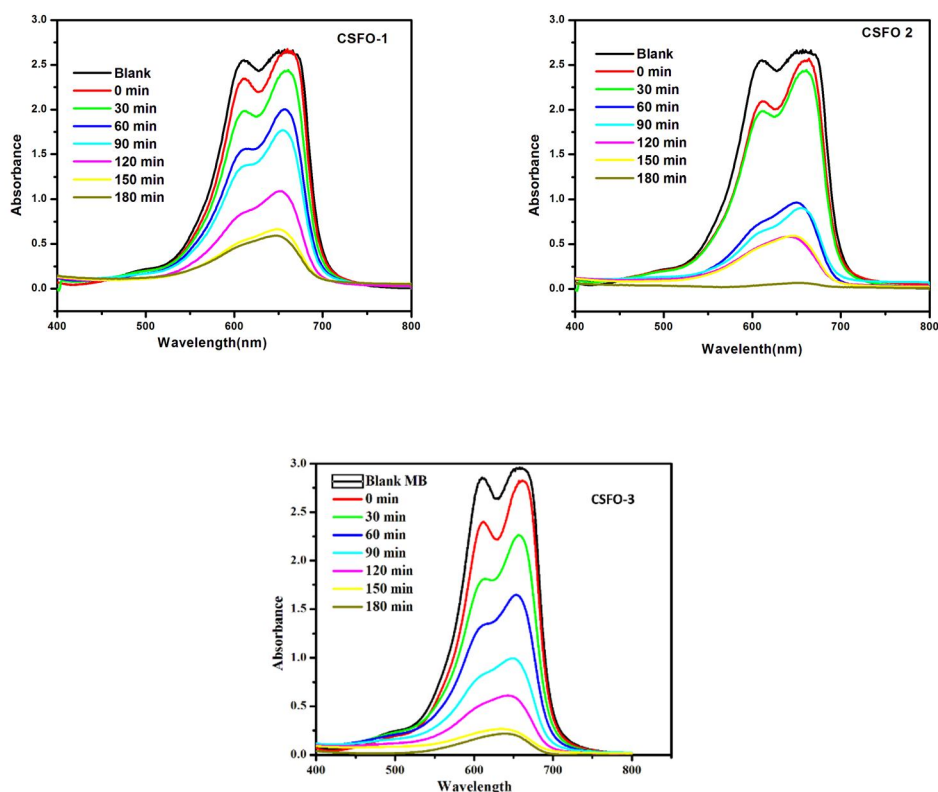 CSFO-1
Blank
0 min
30 min
60 min
90 min
120 min
150 min
180 min
Absorbance
3.0
2.5
2.0
1.5
1.0
0.5
0.0
400 500 600 700 800
Wavelength(nm)
CSFO 2
Blank
0 min
30 min
60 min
90 min
120 min
150 min
180 min
Absorbance
3.0
2.5
2.0
1.5
1.0
0.5
0.0
400 500 600 700 800
Wavelenth(nm)
CSFO-3
Blank MB
0 min
30 min
60 min
90 min
120 min
150 min
180 min
Absorbance
3.0
2.5
2.0
1.5
1.0
0.5
0.0
400 500 600 700 800
Wavelength